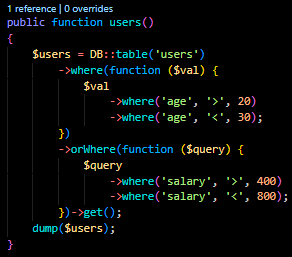 1 reference | 0 overrides
public function users()
{
    $users = DB::table('users')
        ->where(function ($val) {
            $val
                ->where('age', '>', 20)
                ->where('age', '<', 30);
        })
        ->orWhere(function ($query) {
            $query
                ->where('salary', '>', 400)
                ->where('salary', '<', 800);
        })->get();
    dump($users);
}